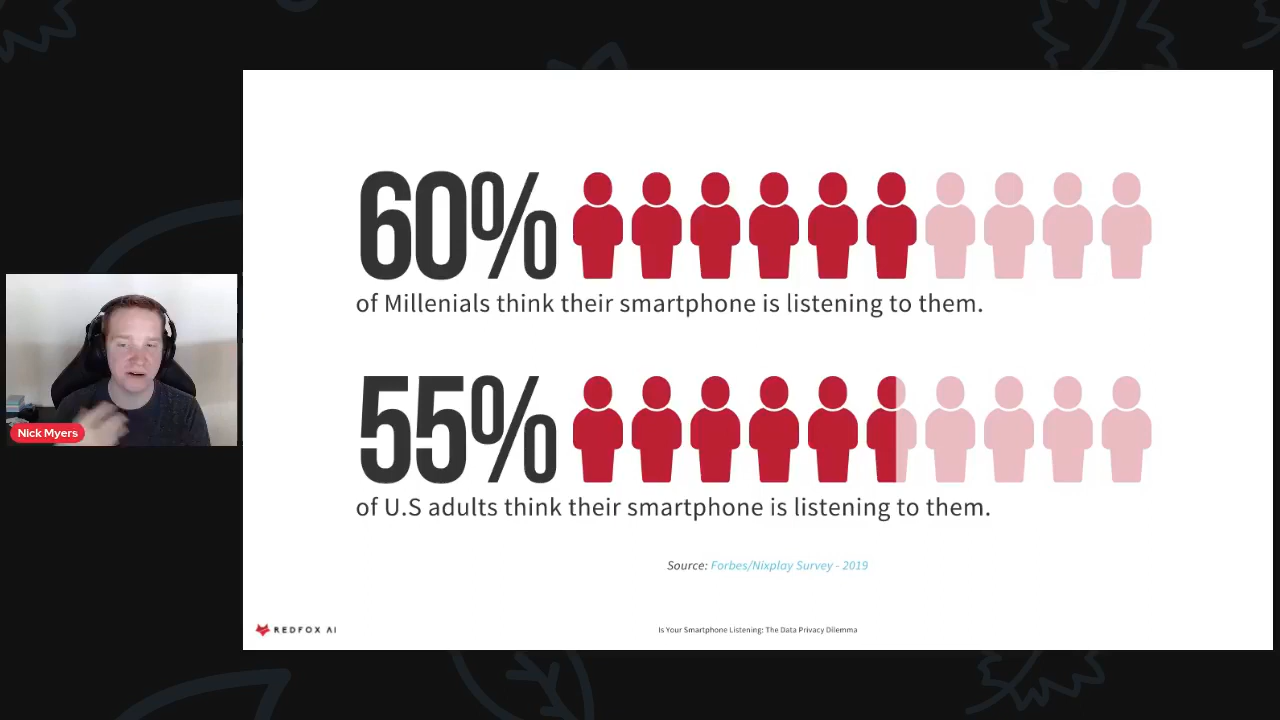 60%
of Millenials think their smartphone is listening to them.
55%
of U.S adults think their smartphone is listening to them.
Source: Forbes/Nixplay Survey - 2019
Nick Myers
REDFOX AI
Is Your Smartphone Listening: The Data Privacy Dilemma